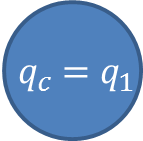 q_c = q_1